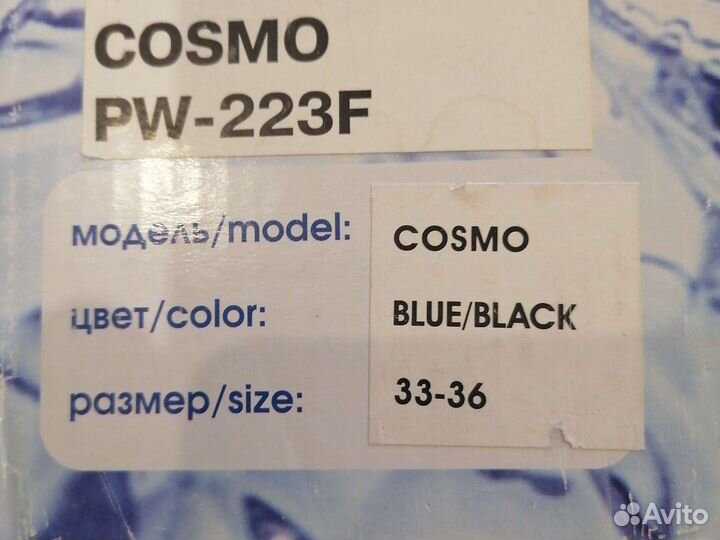 COSMO
PW-223F
модель/model: COSMO
цвет/color: BLUE/BLACK
размер/size: 33-36
Avito